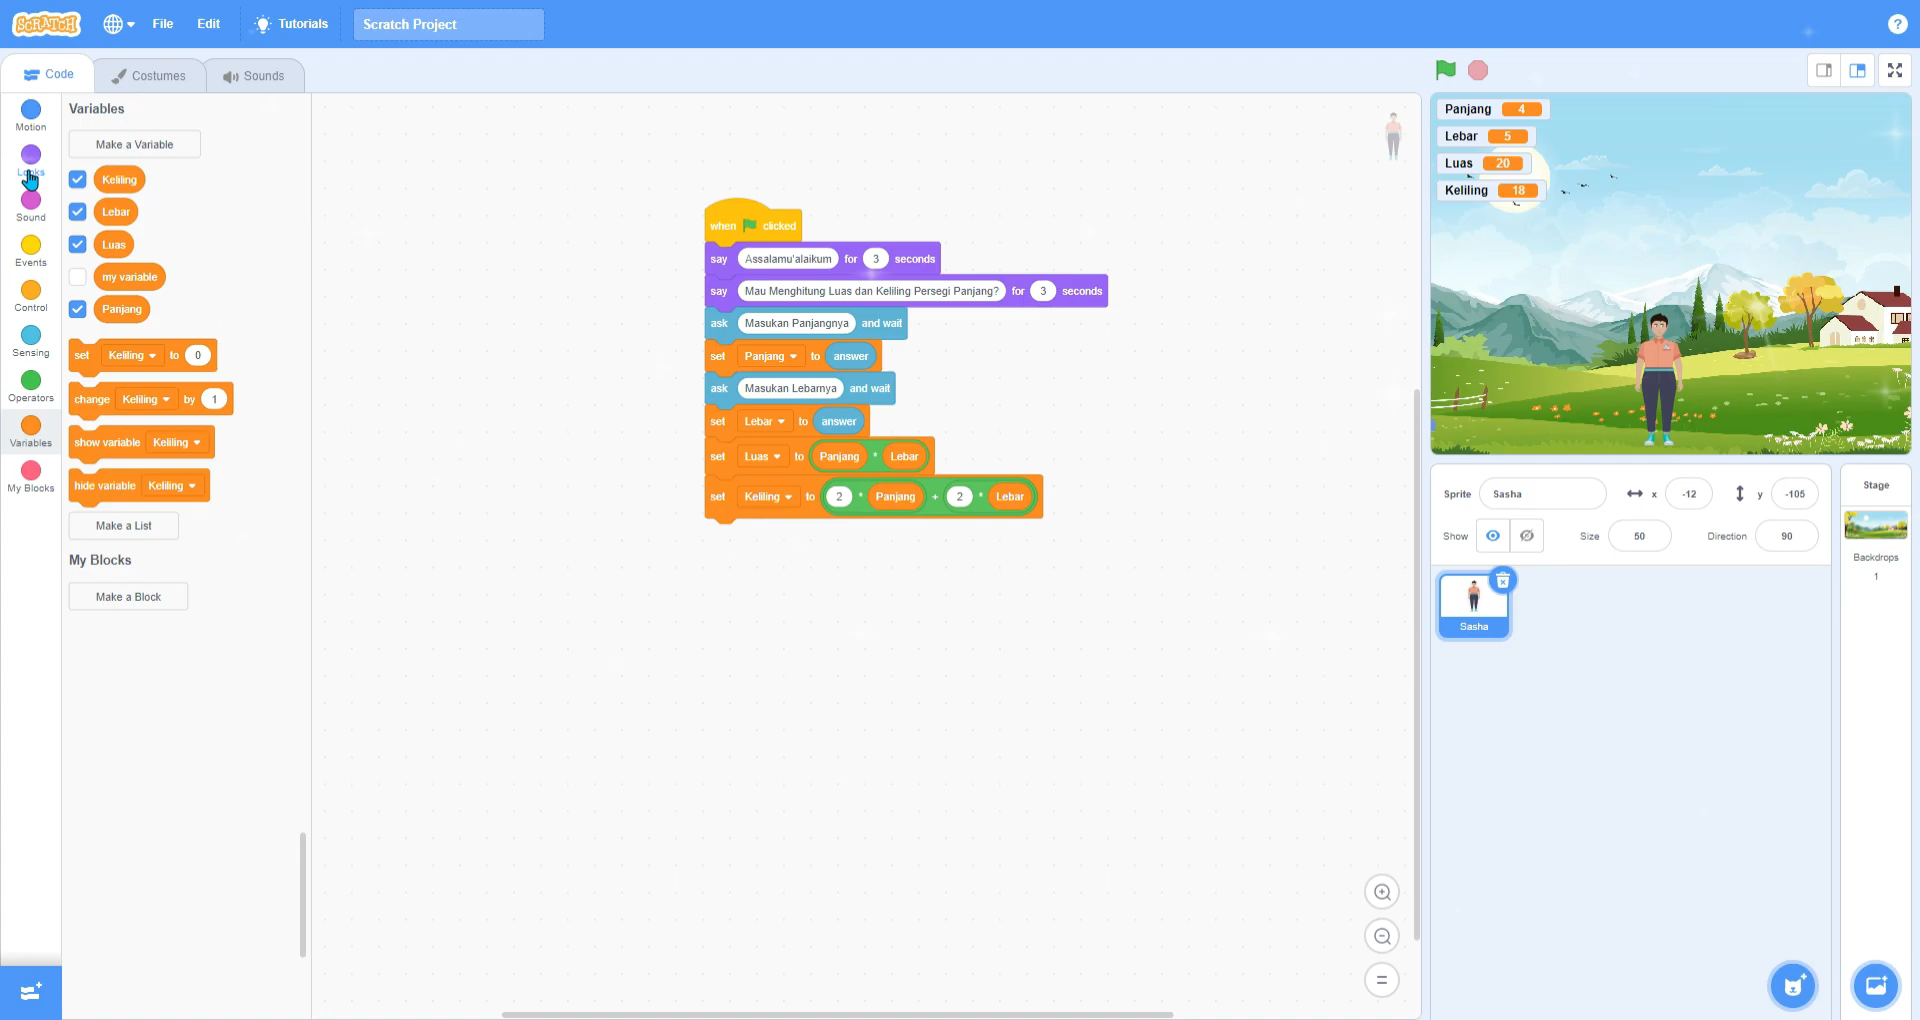 SCRATCH File Edit Tutorials Scratch Project ?
Code Costumes Sounds
Motion
Looks
Sound
Events
Control
Sensing
Operators
Variables
My Blocks
Variables
Make a Variable
Keliling
Lebar
Luas
my variable
Panjang
set Keliling to 0
change Keliling by 1
show variable Keliling
hide variable Keliling
Make a List
My Blocks
Make a Block
when clicked
say Assalamu'alaikum for 3 seconds
say Mau Menghitung Luas dan Keliling Persegi Panjang? for 3 seconds
ask Masukan Panjangnya and wait
set Panjang to answer
ask Masukan Lebarnya and wait
set Lebar to answer
set Luas to Panjang * Lebar
set Keliling to 2 * Panjang + 2 * Lebar
Panjang 4
Lebar 5
Luas 20
Keliling 18
Sprite Sasha x -12 y -105
Show Size 50 Direction 90
Sasha
Stage
Backdrops
1